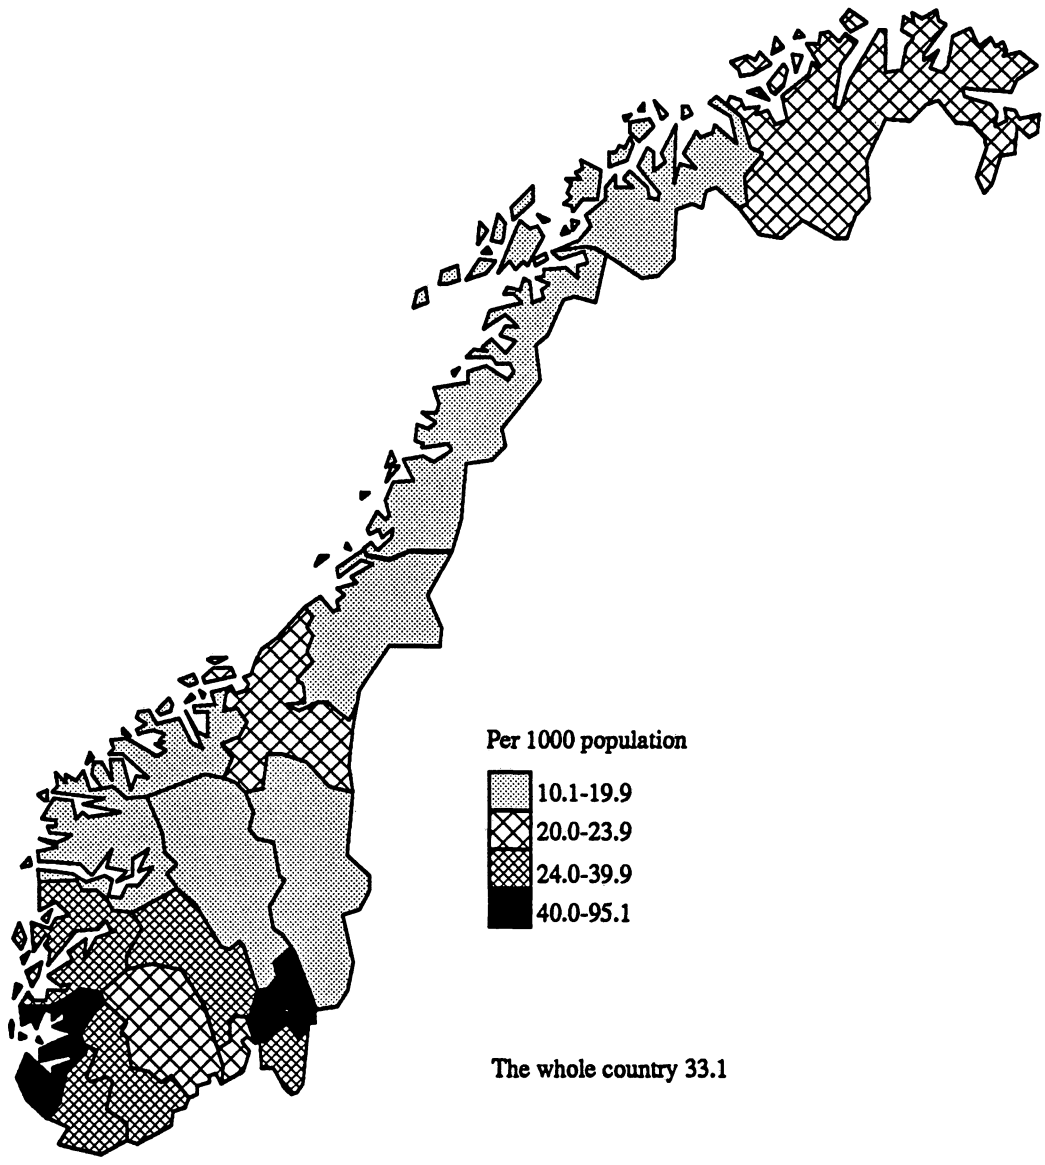 Per 1000 population
10.1-19.9
20.0-23.9
24.0-39.9
40.0-95.1
The whole country 33.1